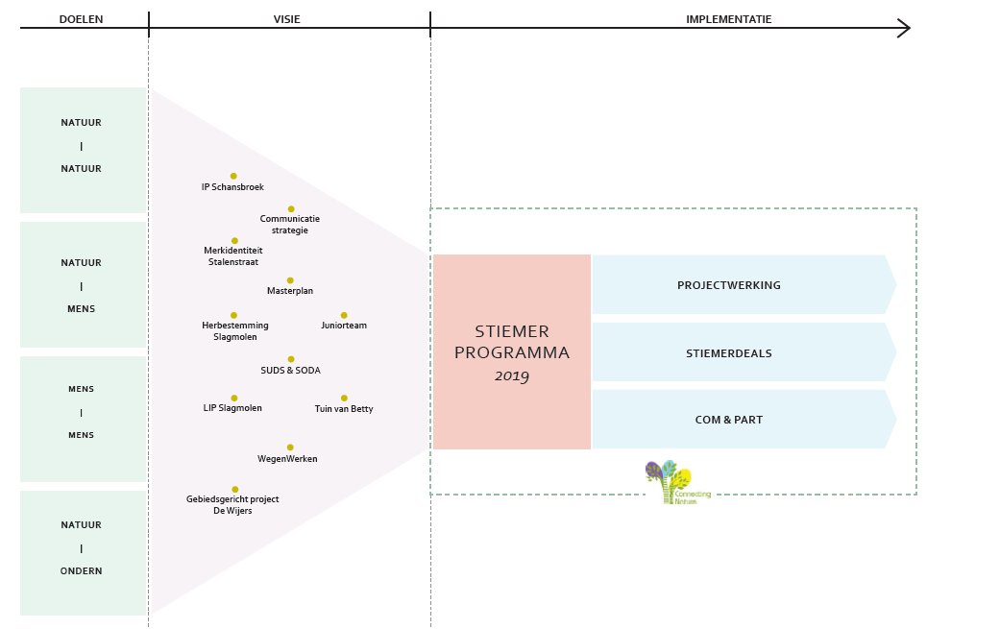 DOELEN
VISIE
IMPLEMENTATIE
NATUUR
|
NATUUR
NATUUR
|
MENS
MENS
|
MENS
NATUUR
|
ONDERN
IP Schansbroek
Communicatie
strategie
Merkidentiteit
Stalenstraat
Masterplan
Herbestemming
Slagmolen
Juniorteam
SUDS & SODA
LIP Slagmolen
Tuin van Betty
WegenWerken
Gebiedsgericht project
De Wijers
STIEMER
PROGRAMMA
2019
PROJECTWERKING
STIEMERDEALS
COM & PART
Connecting
Nature